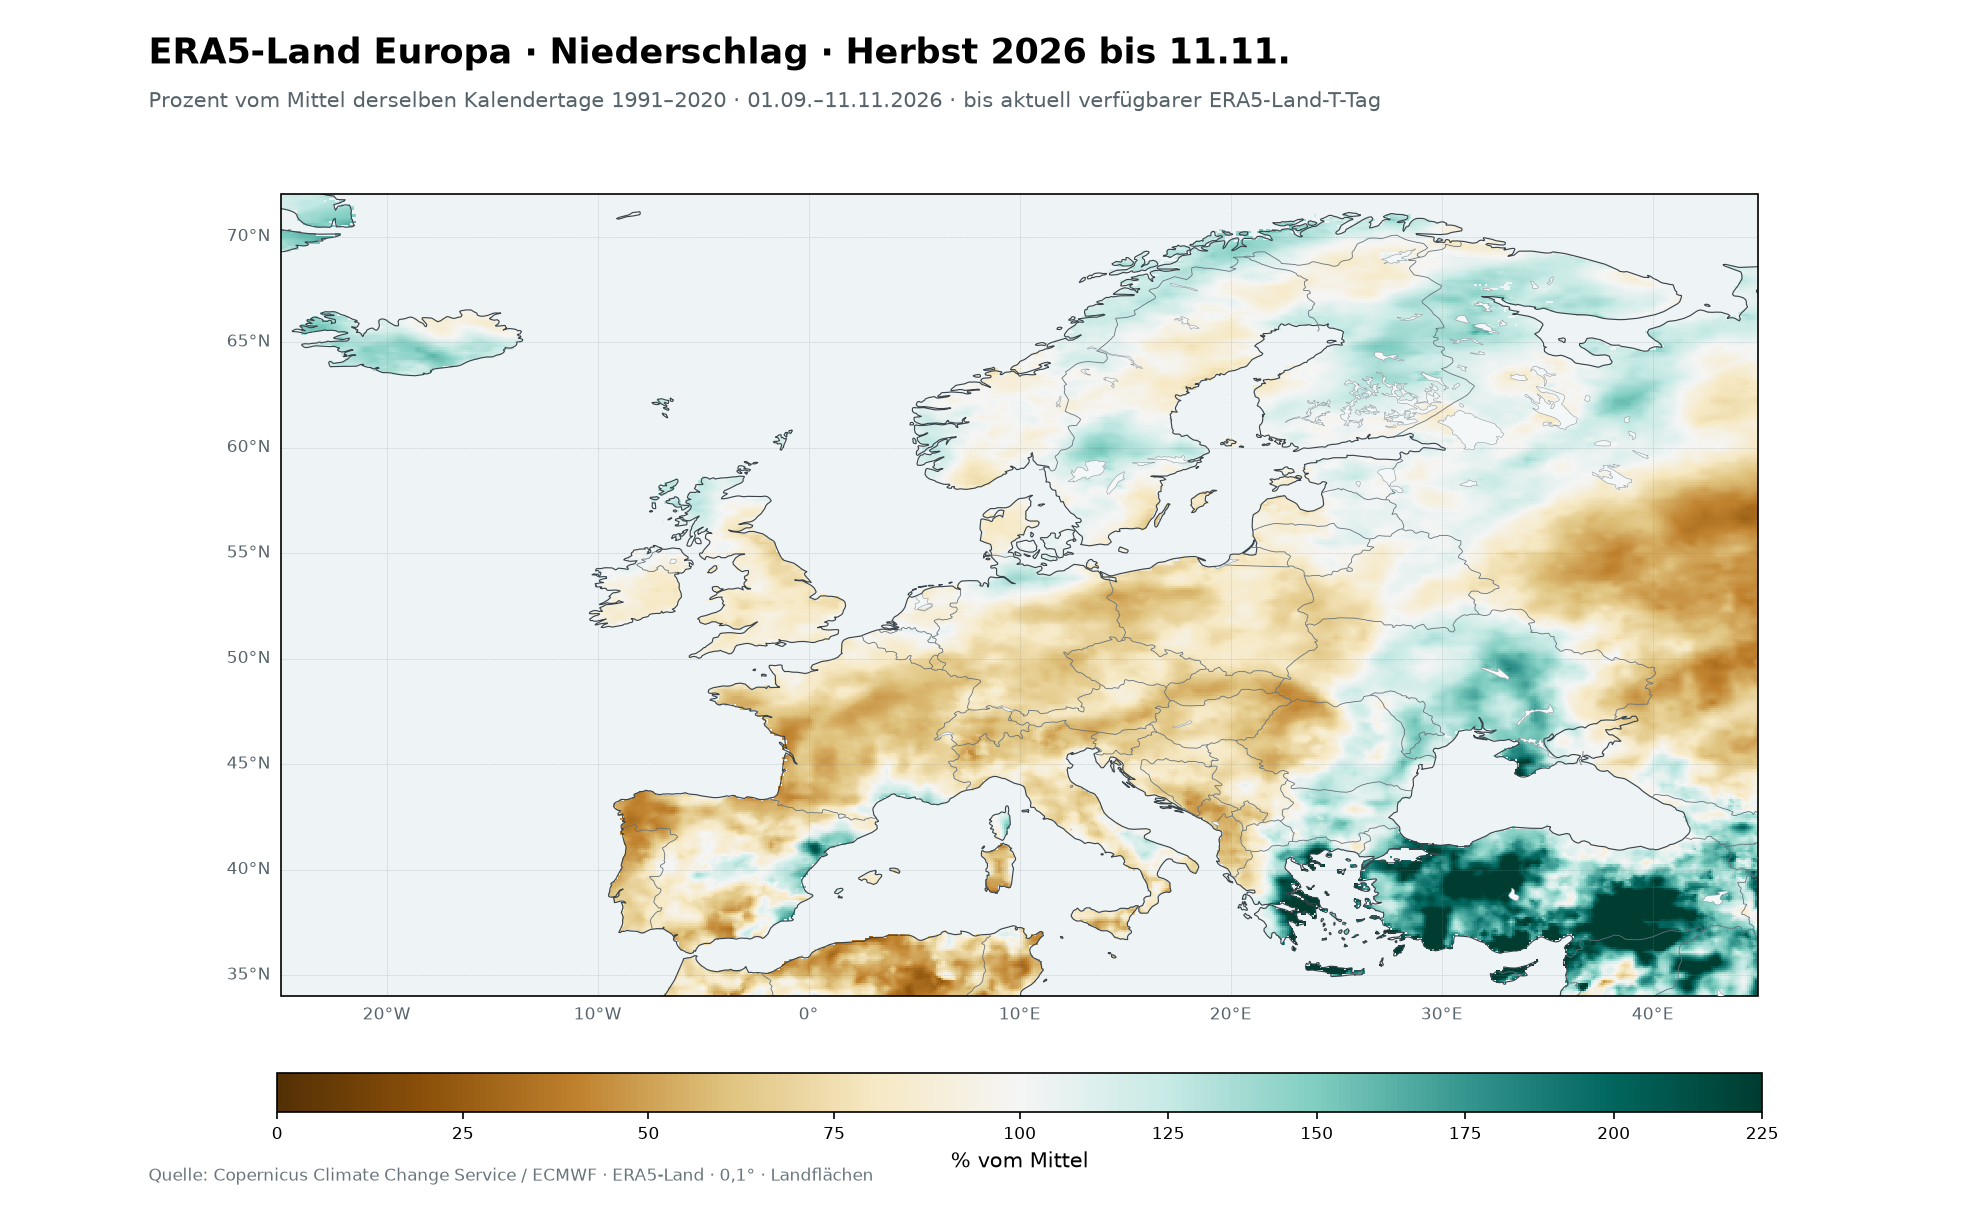 ERA5-Land Europa · Niederschlag · Herbst 2026 bis 11.11.
Prozent vom Mittel derselben Kalendertage 1991–2020 · 01.09.–11.11.2026 · bis aktuell verfügbarer ERA5-Land-T-Tag
70°N
65°N
60°N
55°N
50°N
45°N
40°N
35°N
20°W 10°W 0° 10°E 20°E 30°E 40°E
0 25 50 75 100 125 150 175 200 225
% vom Mittel
Quelle: Copernicus Climate Change Service / ECMWF · ERA5-Land · 0,1° · Landflächen